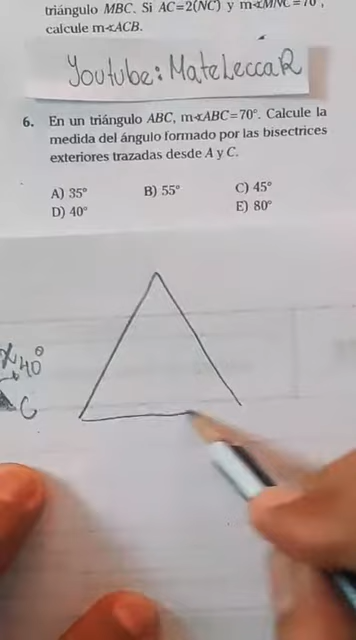 triángulo MBC. Si AC=2(NC) y m∢MNC=70°,
calcule m∢ACB.
Youtube: MateLeccaR
6. En un triángulo ABC, m∢ABC=70°. Calcule la
medida del ángulo formado por las bisectrices
exteriores trazadas desde A y C.
A) 35° B) 55° C) 45°
D) 40° E) 80°
x 40°
C